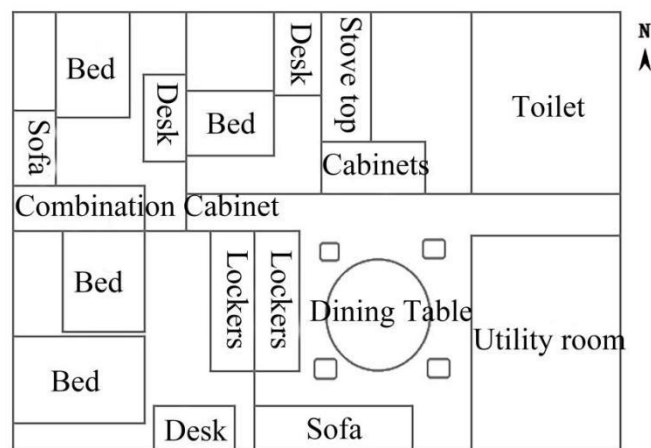 N
Bed
Desk
Stove top
Desk
Bed
Toilet
Sofa
Cabinets
Combination Cabinet
Bed
Lockers
Lockers
Dining Table
Utility room
Bed
Desk
Sofa